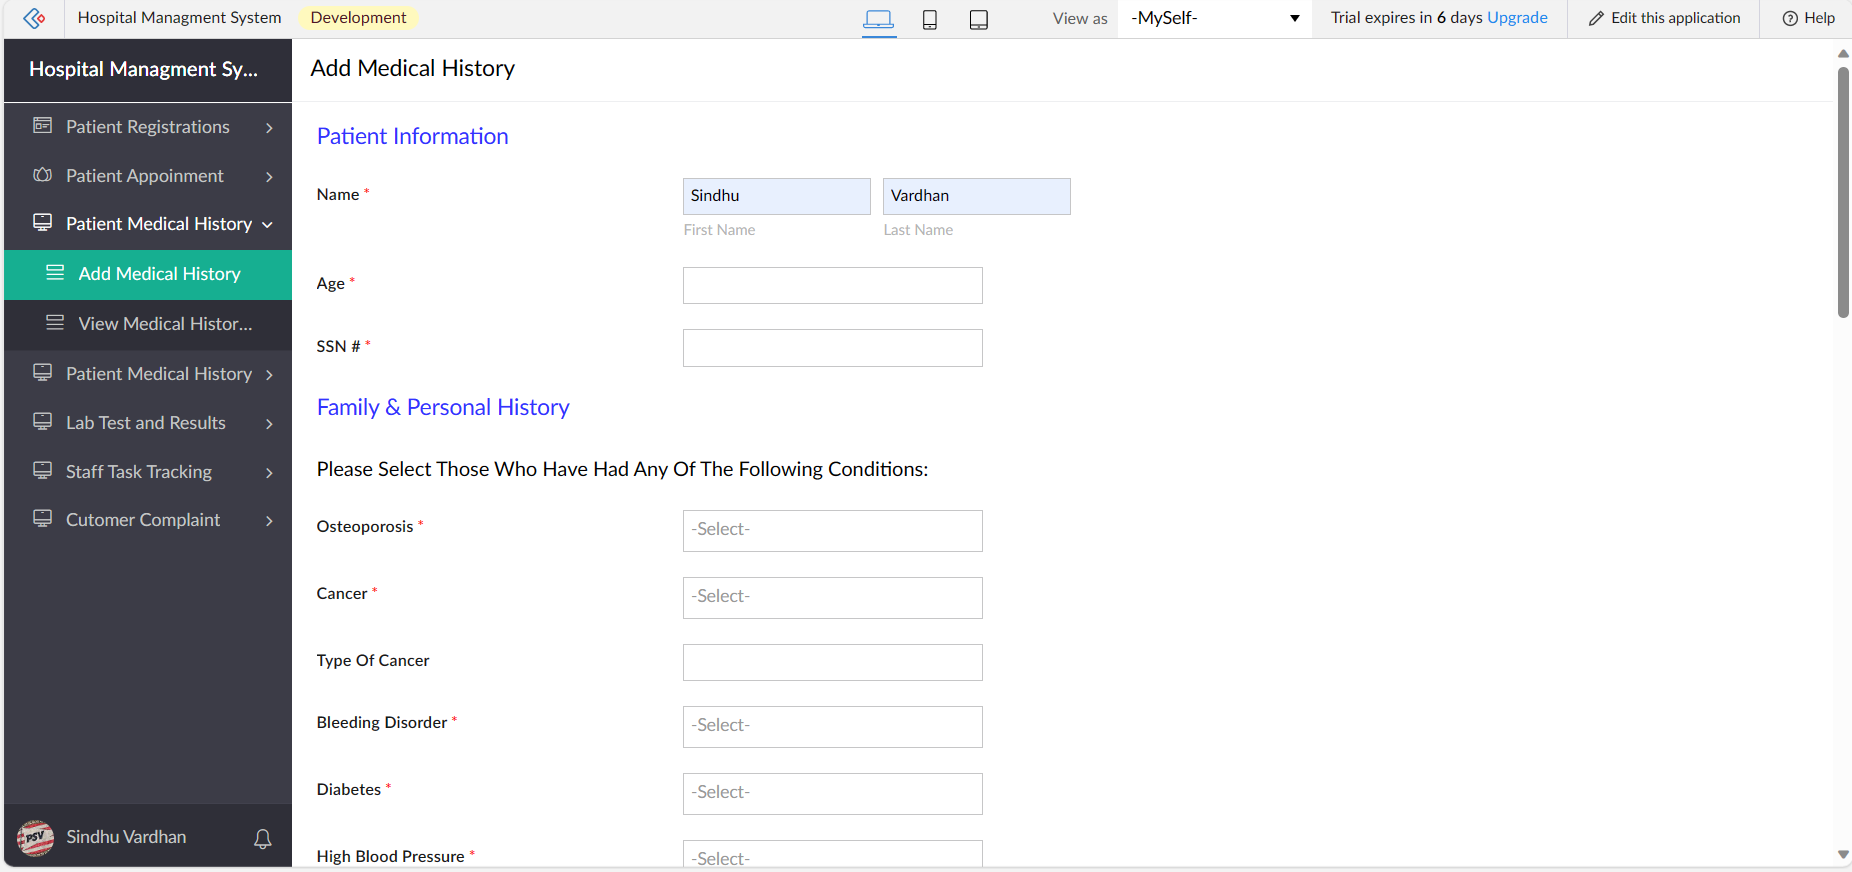 Hospital Managment System Development View as -MySelf- Trial expires in 6 days Upgrade Edit this application Help
Hospital Managment Sy...
Patient Registrations
Patient Appoinment
Patient Medical History
Add Medical History
View Medical Histor...
Patient Medical History
Lab Test and Results
Staff Task Tracking
Cutomer Complaint
PSV
Sindhu Vardhan
Add Medical History
Patient Information
Name * Sindhu Vardhan
First Name Last Name
Age *
SSN # *
Family & Personal History
Please Select Those Who Have Had Any Of The Following Conditions:
Osteoporosis * -Select-
Cancer * -Select-
Type Of Cancer
Bleeding Disorder * -Select-
Diabetes * -Select-
High Blood Pressure * -Select-